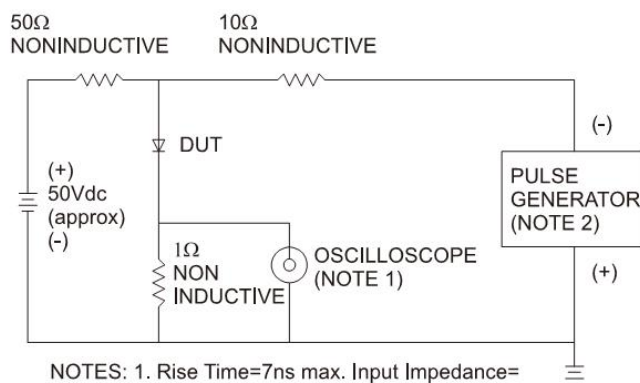 50Ω
NONINDUCTIVE
10Ω
NONINDUCTIVE
DUT
(+)
50Vdc
(approx)
(-)
1Ω
NON
INDUCTIVE
OSCILLOSCOPE
(NOTE 1)
(-)
PULSE
GENERATOR
(NOTE 2)
(+)
NOTES: 1. Rise Time=7ns max. Input Impedance=